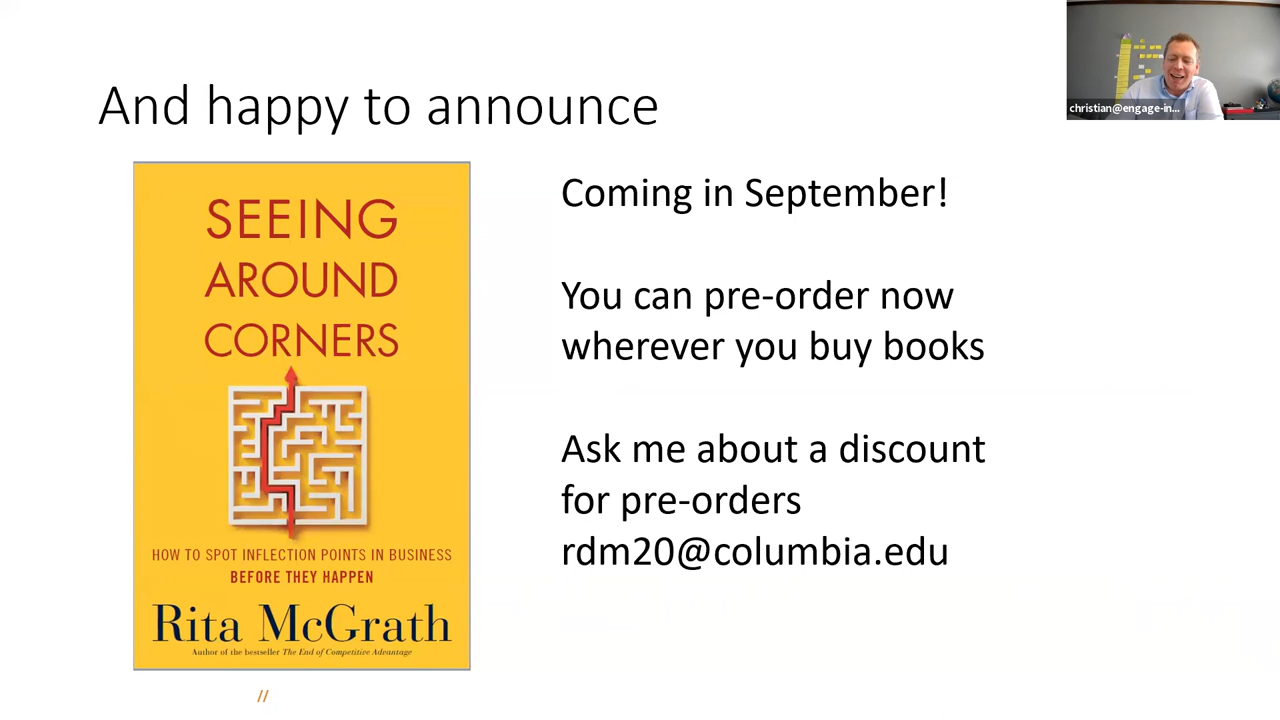 And happy to announce
SEEING
AROUND
CORNERS
HOW TO SPOT INFLECTION POINTS IN BUSINESS
BEFORE THEY HAPPEN
Rita McGrath
Author of the bestseller The End of Competitive Advantage
//
Coming in September!
You can pre-order now
wherever you buy books
Ask me about a discount
for pre-orders
rdm20@columbia.edu
christian@engage-in...